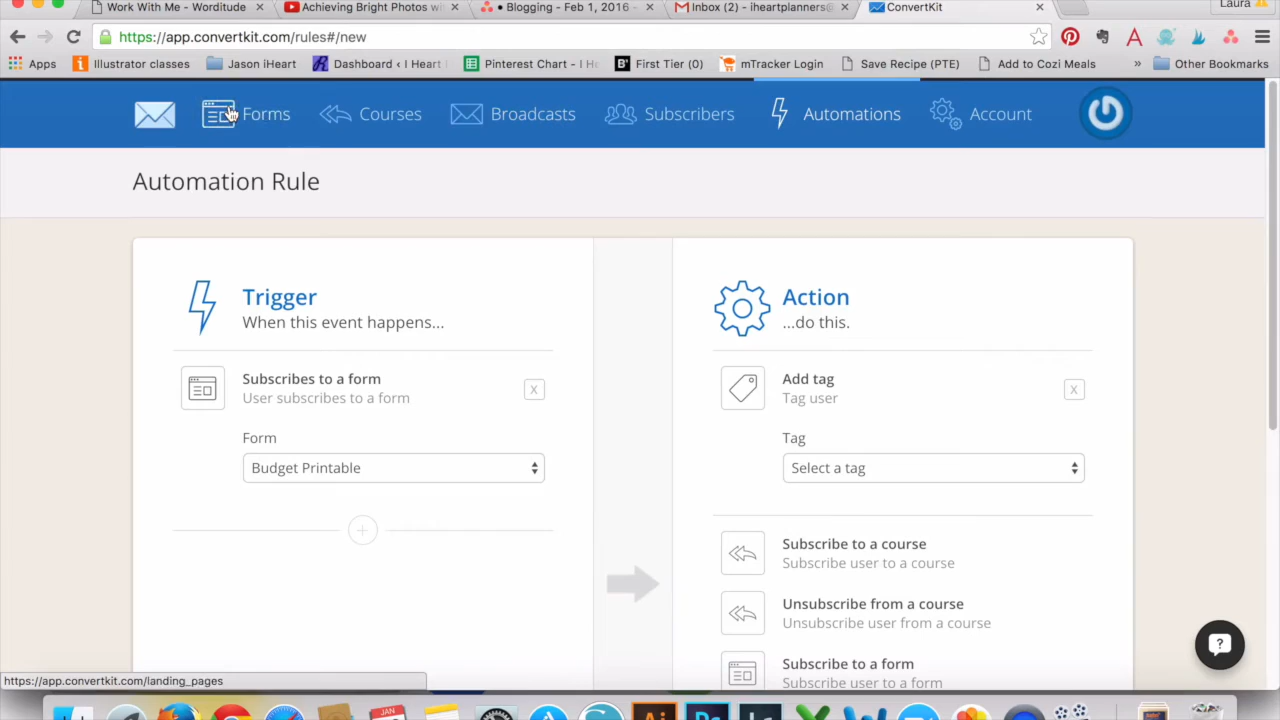 Work With Me - Worditude
Achieving Bright Photos wi
• Blogging - Feb 1, 2016 -
Inbox (2) - iheartplanners@
ConvertKit
Laura
https://app.convertkit.com/rules#/new
Apps
Illustrator classes
Jason iHeart
Dashboard ‹ I Heart
Pinterest Chart - I He
First Tier (0)
mTracker Login
Save Recipe (PTE)
Add to Cozi Meals
»
Other Bookmarks
Forms
Courses
Broadcasts
Subscribers
Automations
Account
Automation Rule
Trigger
When this event happens...
Subscribes to a form
User subscribes to a form
X
Form
Budget Printable
+
Action
...do this.
Add tag
Tag user
X
Tag
Select a tag
Subscribe to a course
Subscribe user to a course
Unsubscribe from a course
Unsubscribe user from a course
Subscribe to a form
Subscribe user to a form
https://app.convertkit.com/landing_pages
JAN
Ai
Ps